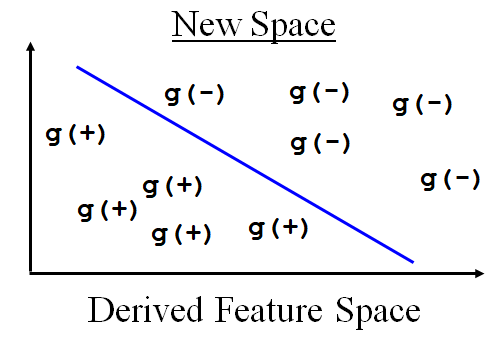 New Space
g(-)
g(-)
g(-)
g(+)
g(-)
g(+)
g(-)
g(+)
g(+)
g(+)
Derived Feature Space